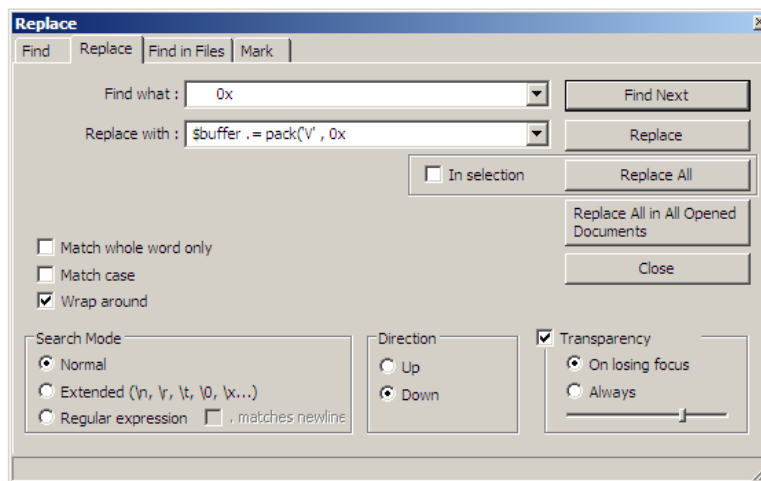 Replace
Find Replace Find in Files Mark
Find what : 0x Find Next
Replace with : $buffer .= pack('V' , 0x Replace
In selection Replace All
Replace All in All Opened
Documents
Match whole word only
Close
Match case
Wrap around
Search Mode Direction Transparency
Normal Up On losing focus
Extended (\n, \r, \t, \0, \x...) Down Always
Regular expression . matches newline